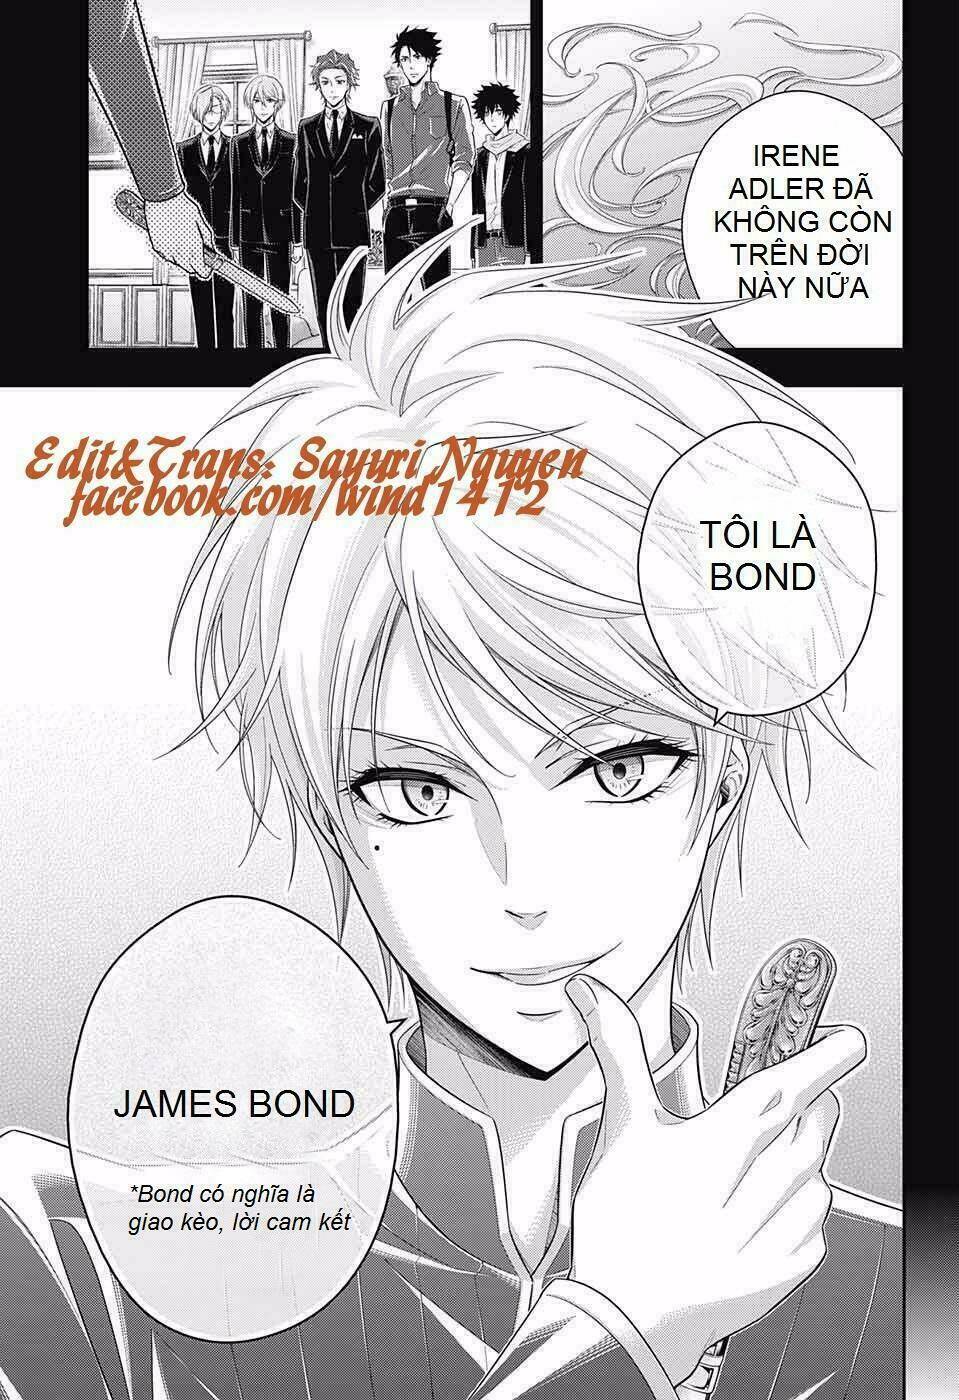 IRENE
ADLER ĐÃ
KHÔNG CÒN
TRÊN ĐỜI
NÀY NỮA
Edit&Trans: Sayuri Nguyen
facebook.com/wind1412
TÔI LÀ
BOND
JAMES BOND
*Bond có nghĩa là
giao kèo, lời cam kết